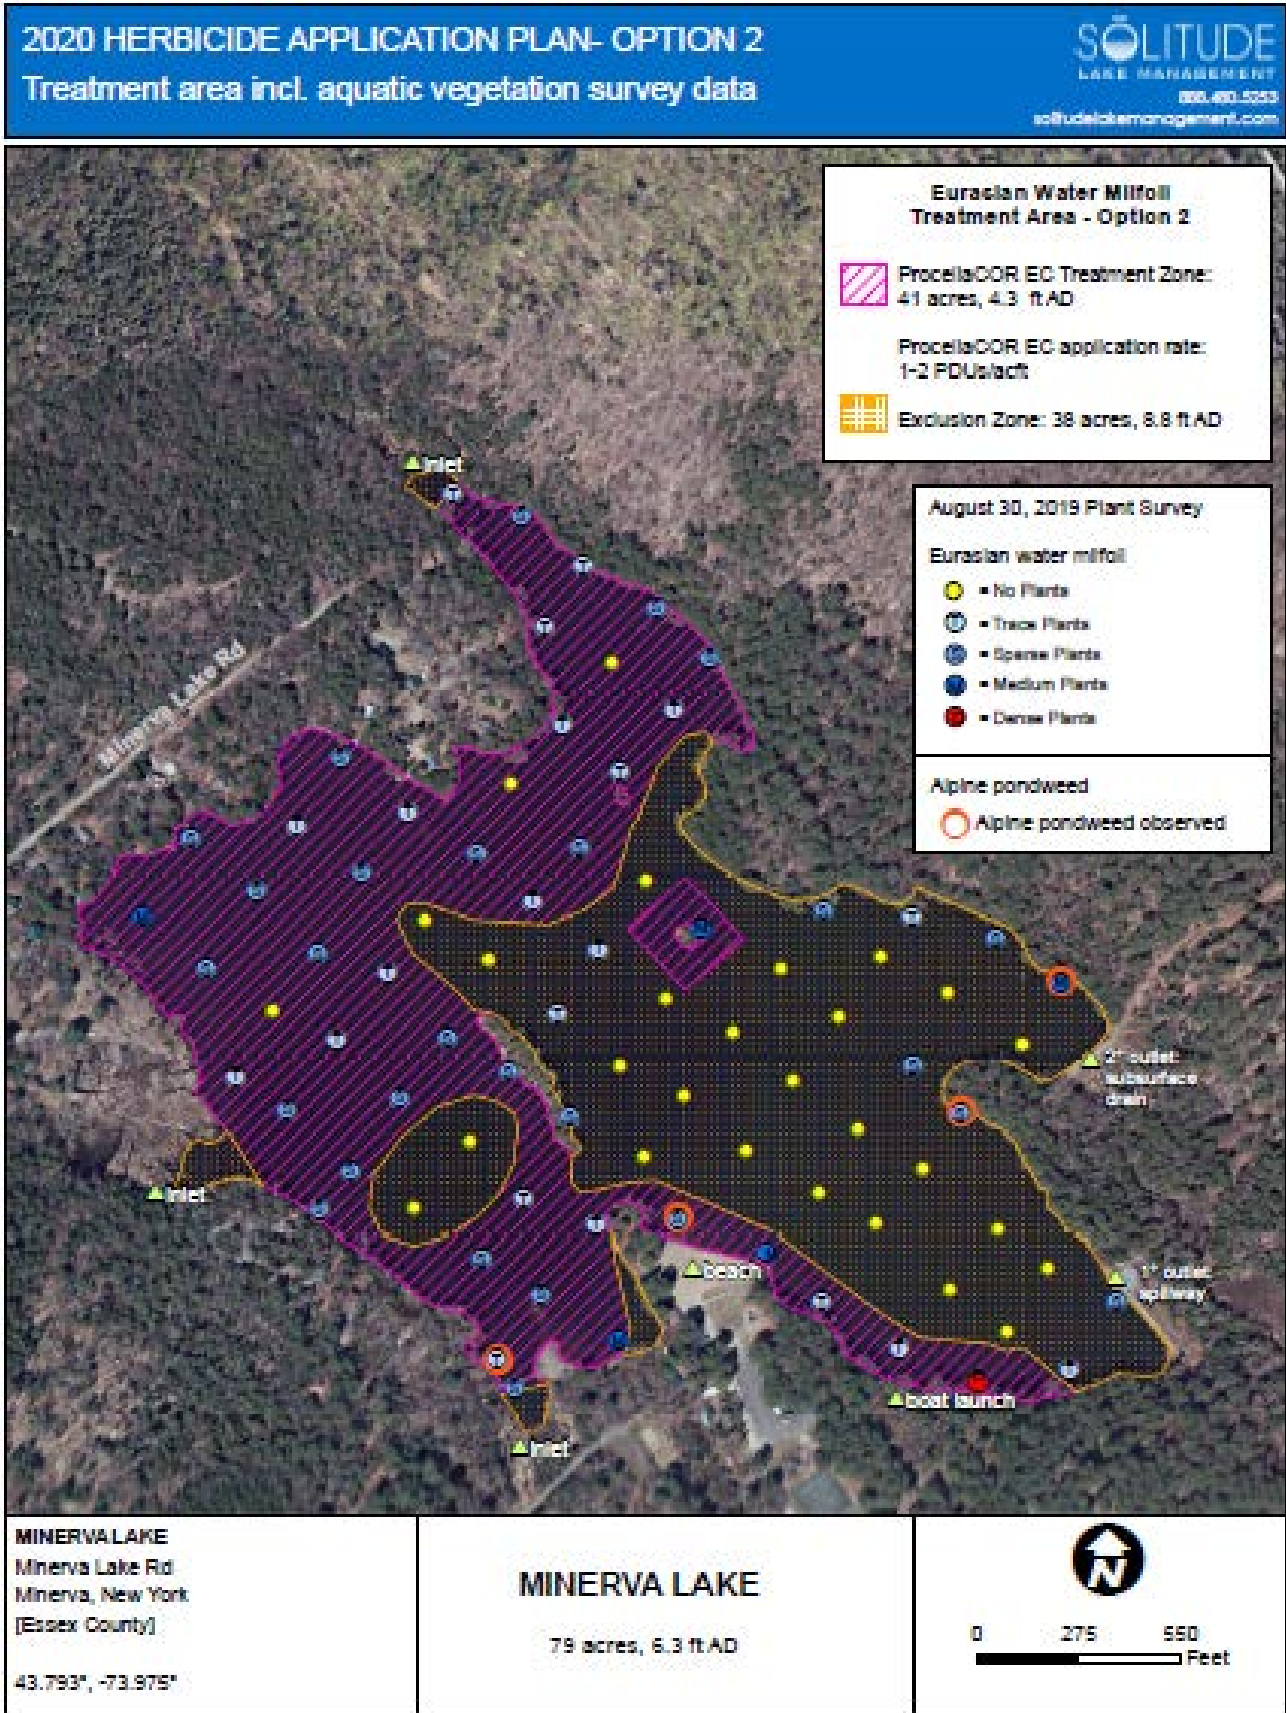 2020 HERBICIDE APPLICATION PLAN- OPTION 2
Treatment area incl. aquatic vegetation survey data
SOLITUDE
LAKE MANAGEMENT
888.480.5253
solitudelakemanagement.com
Eurasian Water Milfoil
Treatment Area - Option 2
ProcellaCOR EC Treatment Zone:
41 acres, 4.3 ft AD
ProcellaCOR EC application rate:
1-2 PDUs/acft
Exclusion Zone: 38 acres, 8.8 ft AD
August 30, 2019 Plant Survey
Eurasian water milfoil
= No Plants
= Trace Plants
= Sparse Plants
= Medium Plants
= Dense Plants
Alpine pondweed
Alpine pondweed observed
inlet
Minerva Lake Rd
2° outlet:
subsurface
drain
inlet
beach
1° outlet:
spillway
boat launch
inlet
MINERVA LAKE
Minerva Lake Rd
Minerva, New York
[Essex County]
43.793°, -73.975°
MINERVA LAKE
79 acres, 6.3 ft AD
N
0 275 550
Feet